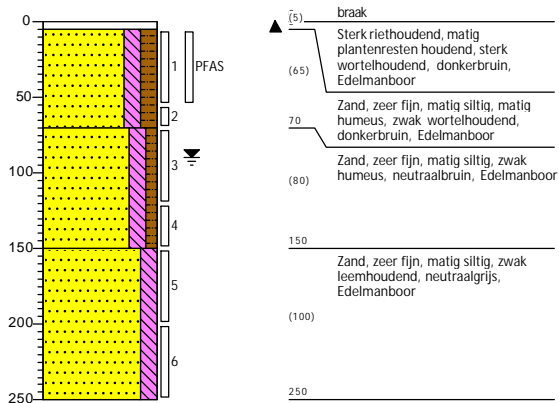 0
50
100
150
200
250
1
PFAS
2
3
4
5
6
(5)
braak
Sterk riethoudend, matig
plantenresten houdend, sterk
wortelhoudend, donkerbruin,
Edelmanboor
(65)
Zand, zeer fijn, matig siltig, matig
humeus, zwak wortelhoudend,
donkerbruin, Edelmanboor
70
Zand, zeer fijn, matig siltig, zwak
humeus, neutraalbruin, Edelmanboor
(80)
150
Zand, zeer fijn, matig siltig, zwak
leemhoudend, neutraalgrijs,
Edelmanboor
(100)
250